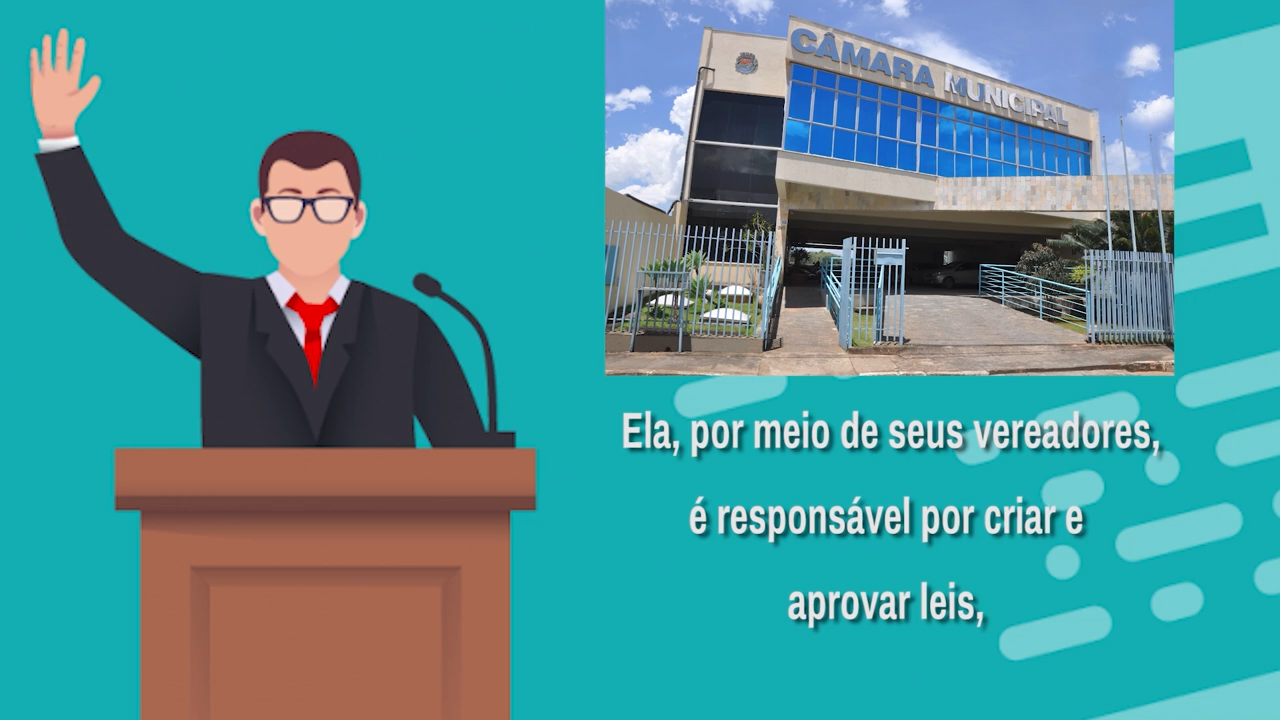 CÂMARA MUNICIPAL
Ela, por meio de seus vereadores,
é responsável por criar e
aprovar leis,